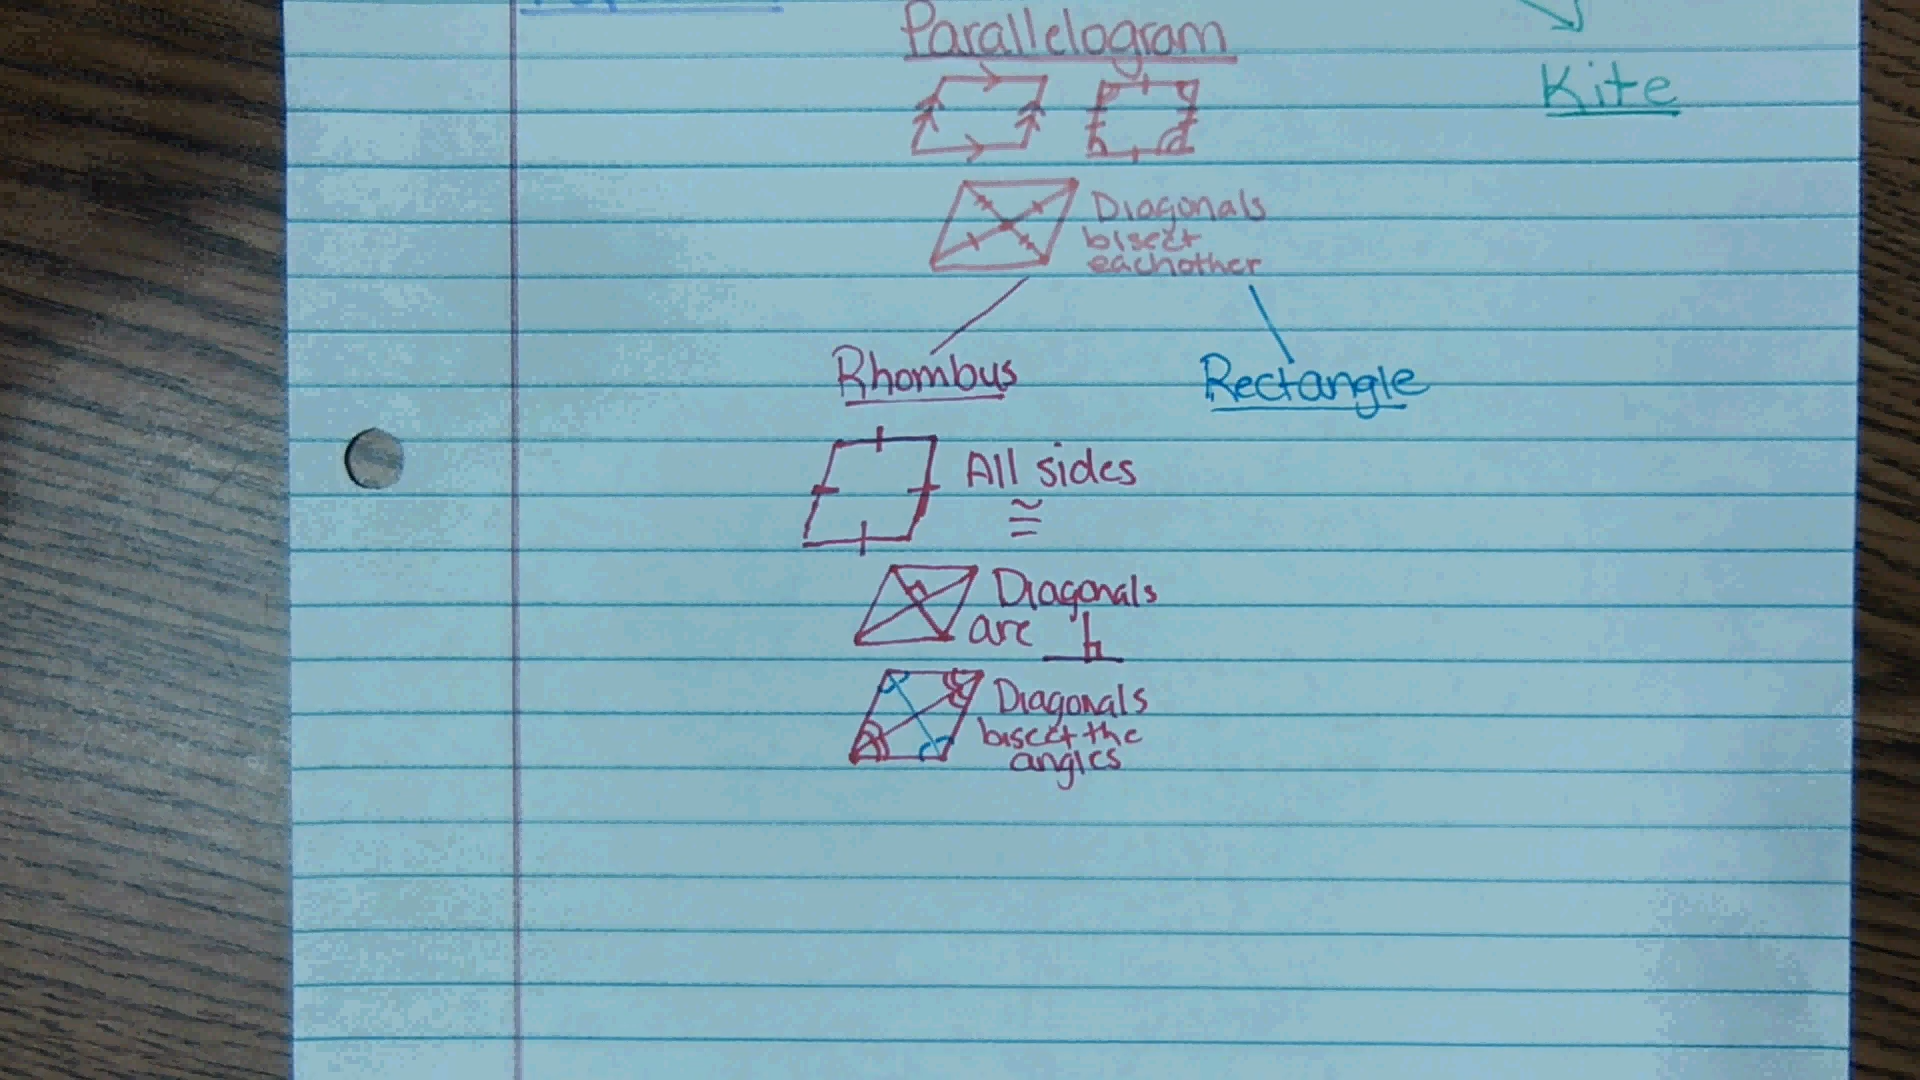 Parallelogram
Kite
Diagonals
bisect
eachother
Rhombus
Rectangle
All sides
≅
Diagonals
are ⊥
Diagonals
bisect the
angles